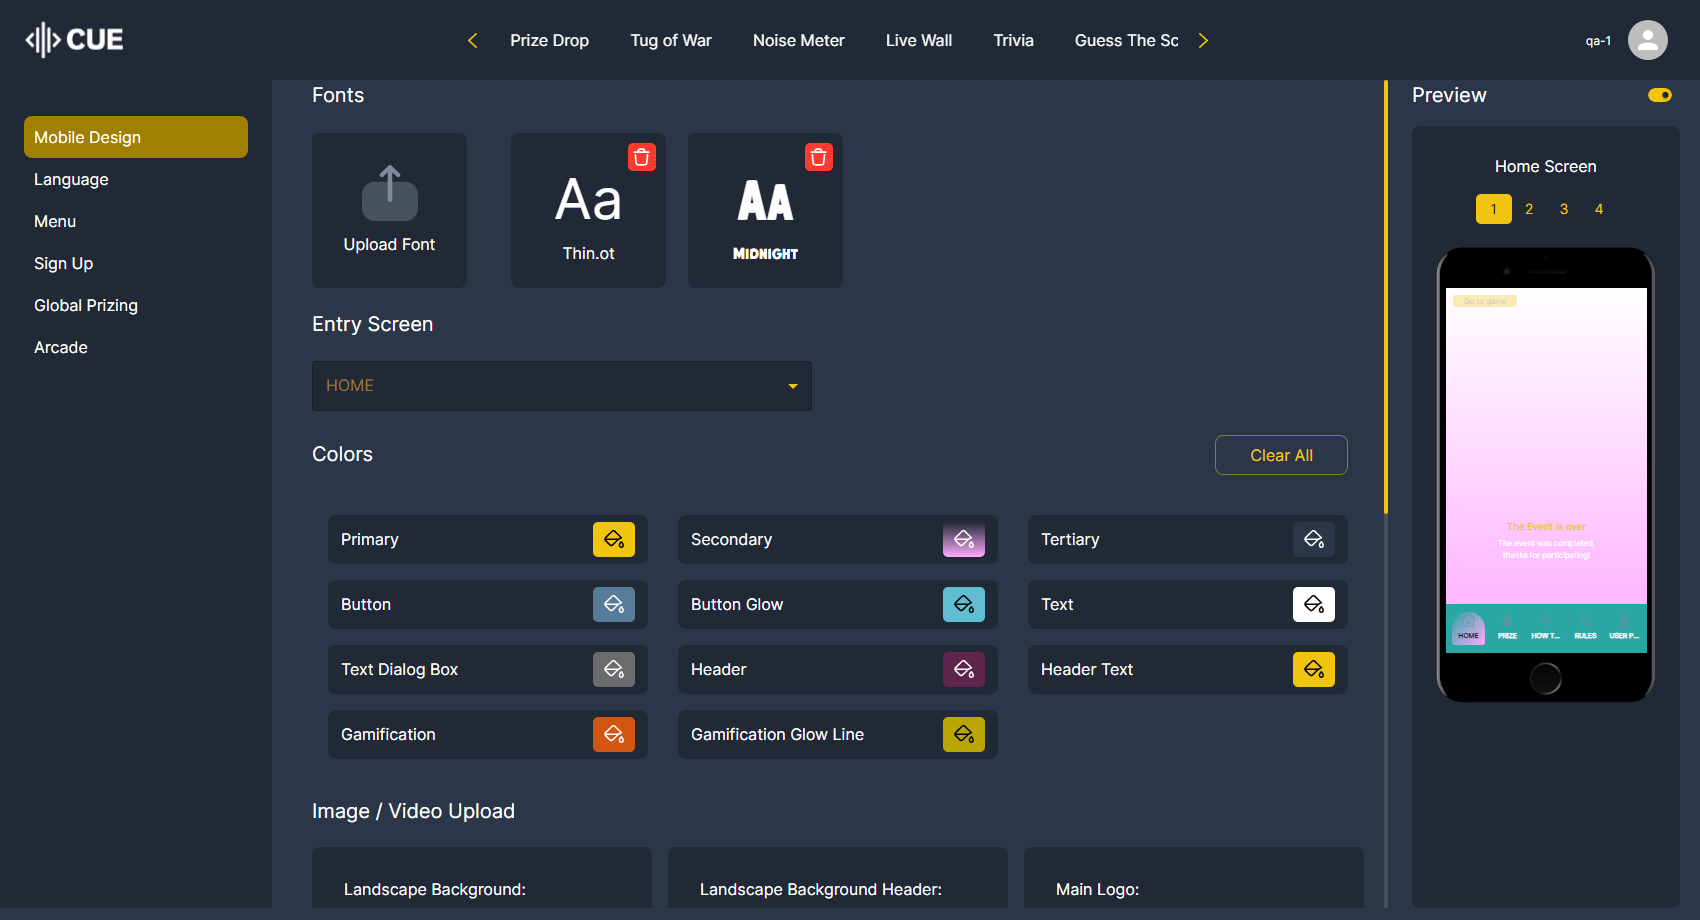 CUE
Prize Drop
Tug of War
Noise Meter
Live Wall
Trivia
Guess The Sc
qa-1
Mobile Design
Language
Menu
Sign Up
Global Prizing
Arcade
Fonts
Upload Font
Aa
Thin.ot
AA
MIDNIGHT
Entry Screen
HOME
Colors
Clear All
Primary
Secondary
Tertiary
Button
Button Glow
Text
Text Dialog Box
Header
Header Text
Gamification
Gamification Glow Line
Image / Video Upload
Landscape Background:
Landscape Background Header:
Main Logo:
Preview
Home Screen
1 2 3 4
Go to game
The Event is over
The event was completed,
thanks for participating!
HOME
PRIZE
HOW T...
RULES
USER P...